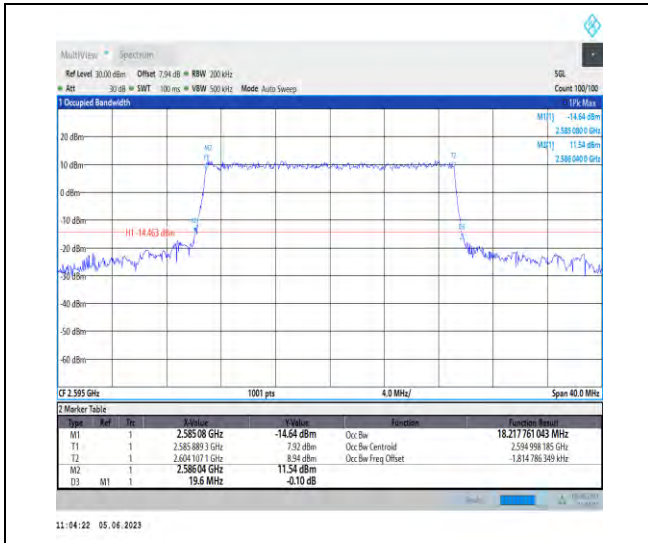 MultiView Spectrum
Ref Level 30.00 dBm Offset 7.94 dB RBW 200 kHz SGL
Att 30 dB SWT 100 ms VBW 500 kHz Mode Auto Sweep Count 100/100
1 Occupied Bandwidth 1Pk Max
M1[1] -14.64 dBm
2.585 080 0 GHz
M2[1] 11.54 dBm
2.586 040 0 GHz
20 dBm
M2
T2
10 dBm
0 dBm
-10 dBm
H1 -14.463 dBm
-20 dBm
-30 dBm
-40 dBm
-50 dBm
-60 dBm
CF 2.595 GHz 1001 pts 4.0 MHz/ Span 40.0 MHz
2 Marker Table
Type Ref Trc X-Value Y-Value Function Function Result
M1 1 2.585 08 GHz -14.64 dBm Occ Bw 18.217 761 043 MHz
T1 1 2.585 889 3 GHz 7.92 dBm Occ Bw Centroid 2.594 998 185 GHz
T2 1 2.604 107 1 GHz 8.94 dBm Occ Bw Freq Offset -1.814 786 349 kHz
M2 1 2.586 04 GHz 11.54 dBm
D3 M1 1 19.6 MHz -0.10 dB
11:04:22 05.06.2023